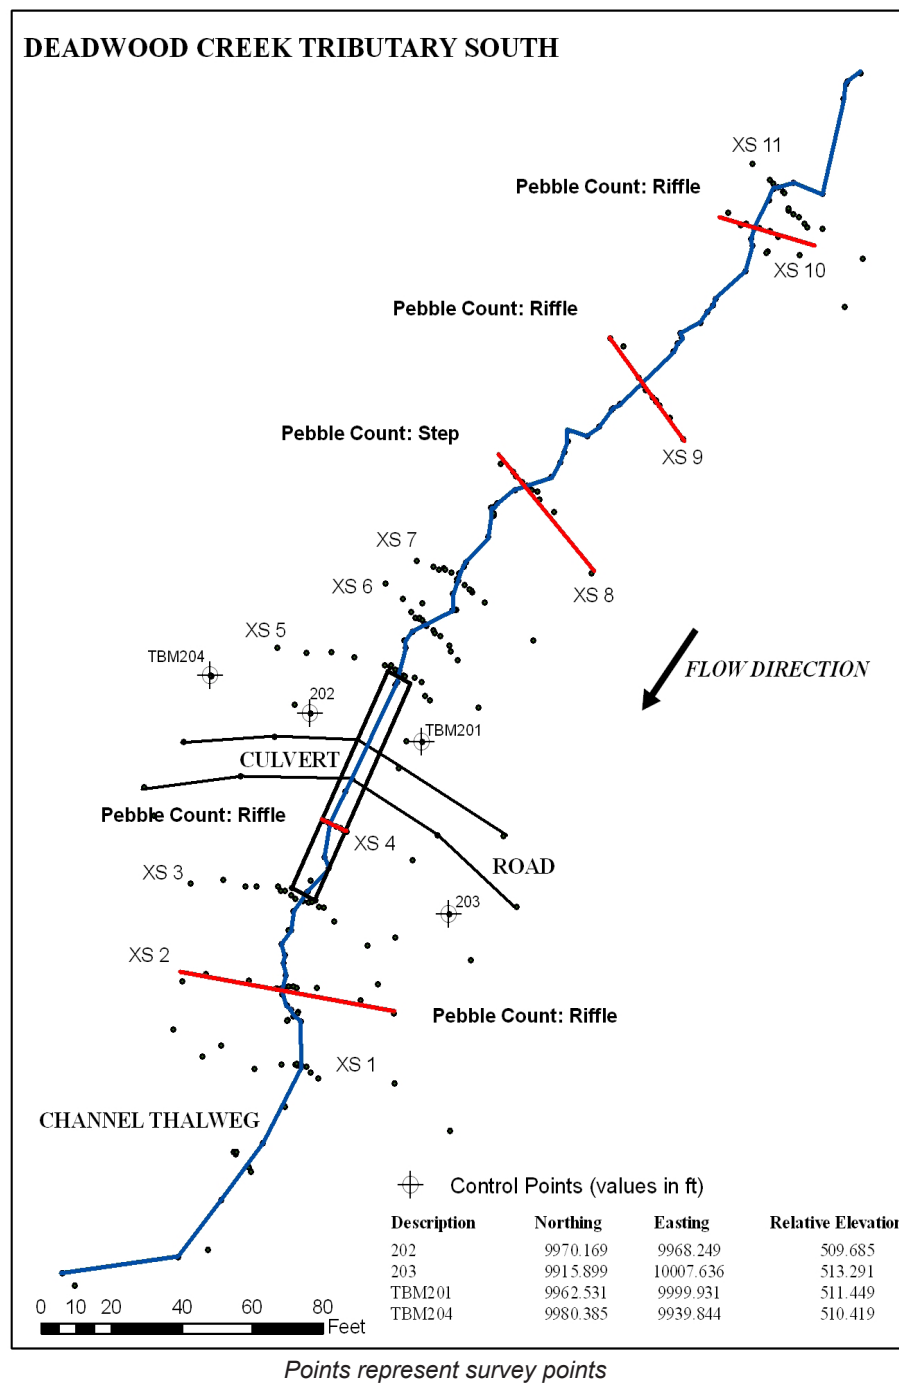 DEADWOOD CREEK TRIBUTARY SOUTH
XS 11
Pebble Count: Riffle
XS 10
Pebble Count: Riffle
Pebble Count: Step
XS 9
XS 7
XS 6
XS 8
XS 5
TBM204
FLOW DIRECTION
202
TBM201
CULVERT
Pebble Count: Riffle
XS 4
ROAD
XS 3
203
XS 2
Pebble Count: Riffle
XS 1
CHANNEL THALWEG
Control Points (values in ft)
Description Northing Easting Relative Elevation
202 9970.169 9968.249 509.685
203 9915.899 10007.636 513.291
TBM201 9962.531 9999.931 511.449
TBM204 9980.385 9939.844 510.419
0 10 20 40 60 80
Feet
Points represent survey points